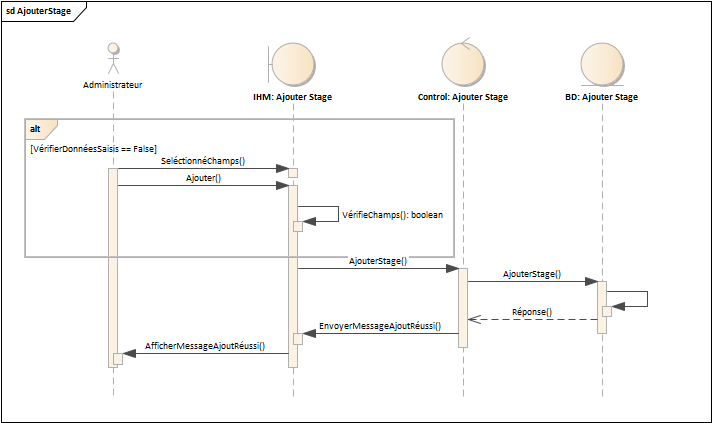 sd AjouterStage
Administrateur
IHM: Ajouter Stage
Control: Ajouter Stage
BD: Ajouter Stage
alt
[VérifierDonnéesSaisis == False]
SeléctionnéChamps()
Ajouter()
VérifieChamps(): boolean
AjouterStage()
AjouterStage()
Réponse()
EnvoyerMessageAjoutRéussi()
AfficherMessageAjoutRéussi()